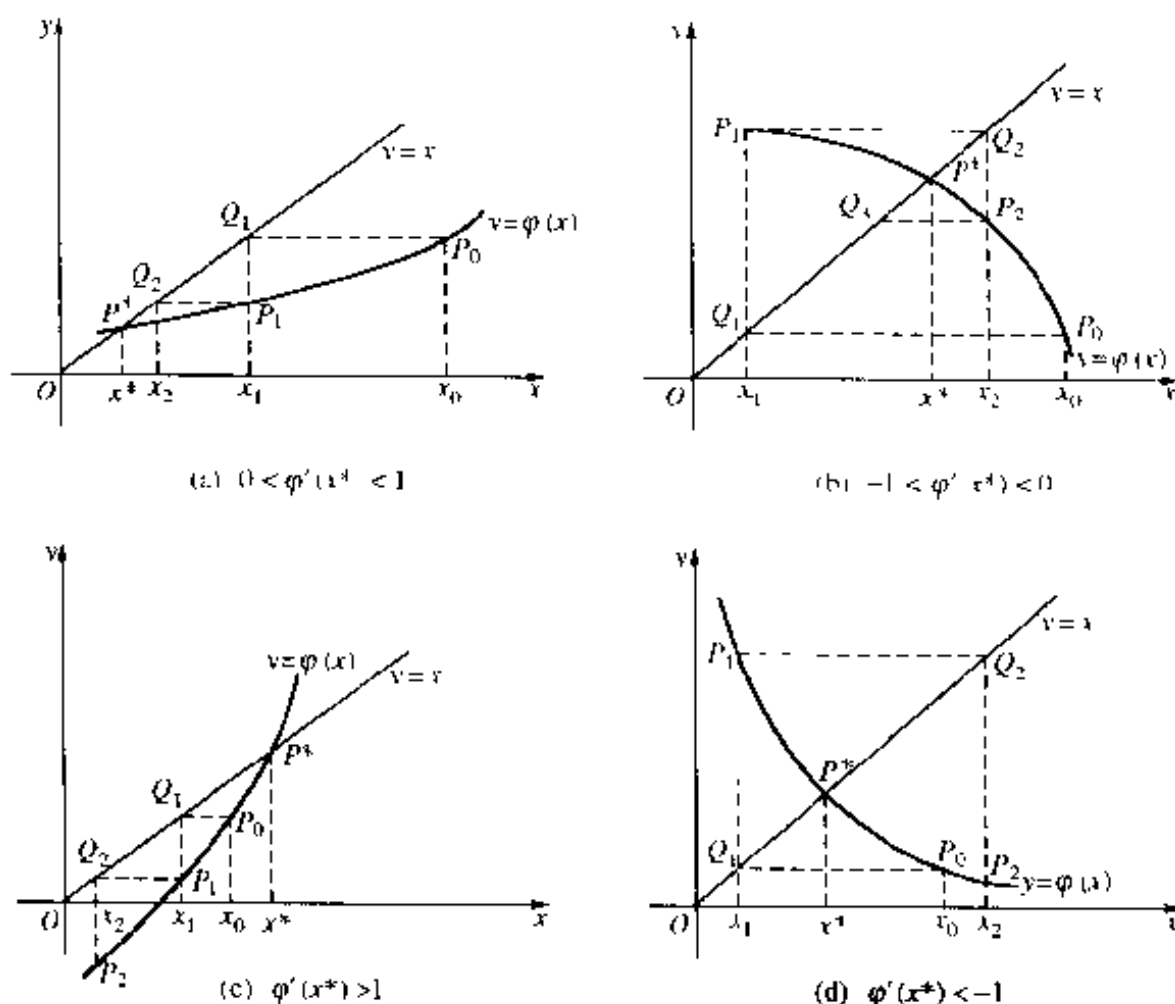 y
y = x
Q₁
y = φ(x)
Q₂
P₀
P*
P₁
O x* x₂ x₁ x₀ x
(a) 0 < φ′(x*) < 1
y
y = x
P₁
Q₂
P*
Q₃ P₂
Q₁ P₀
y = φ(x)
O x₁ x* x₂ x₀ x
(b) -1 < φ′(x*) < 0
y
y = φ(x)
y = x
P*
Q₁
P₀
Q₂
P₁
O x₂ x₁ x₀ x* x
P₂
(c) φ′(x*) > 1
y
y = x
P₁
Q₂
P*
Q₁ P₀ P₂
y = φ(x)
O x₁ x* x₀ x₂ x
(d) φ′(x*) < -1